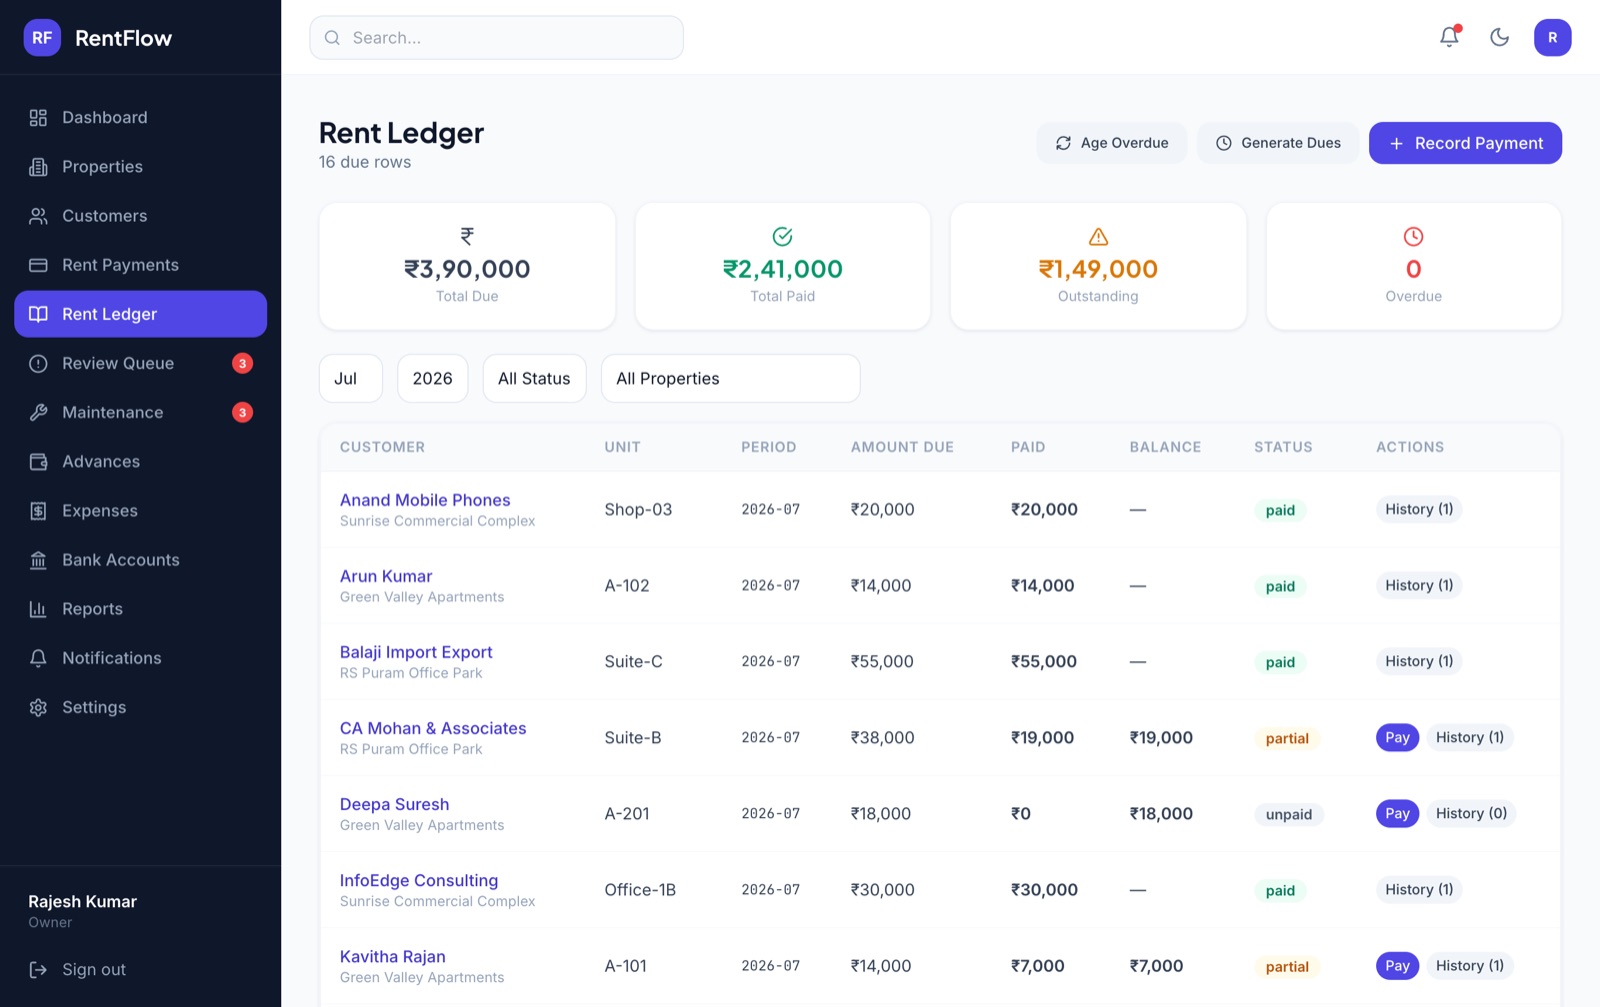 RF RentFlow
Search...
R
Dashboard
Properties
Customers
Rent Payments
Rent Ledger
Review Queue 3
Maintenance 3
Advances
Expenses
Bank Accounts
Reports
Notifications
Settings
Rajesh Kumar
Owner
Sign out
Rent Ledger
16 due rows
Age Overdue
Generate Dues
+ Record Payment
₹
₹3,90,000
Total Due
₹2,41,000
Total Paid
₹1,49,000
Outstanding
0
Overdue
Jul 2026 All Status All Properties
CUSTOMER UNIT PERIOD AMOUNT DUE PAID BALANCE STATUS ACTIONS
Anand Mobile Phones
Sunrise Commercial Complex
Shop-03 2026-07 ₹20,000 ₹20,000 — paid History (1)
Arun Kumar
Green Valley Apartments
A-102 2026-07 ₹14,000 ₹14,000 — paid History (1)
Balaji Import Export
RS Puram Office Park
Suite-C 2026-07 ₹55,000 ₹55,000 — paid History (1)
CA Mohan & Associates
RS Puram Office Park
Suite-B 2026-07 ₹38,000 ₹19,000 ₹19,000 partial Pay History (1)
Deepa Suresh
Green Valley Apartments
A-201 2026-07 ₹18,000 ₹0 ₹18,000 unpaid Pay History (0)
InfoEdge Consulting
Sunrise Commercial Complex
Office-1B 2026-07 ₹30,000 ₹30,000 — paid History (1)
Kavitha Rajan
Green Valley Apartments
A-101 2026-07 ₹14,000 ₹7,000 ₹7,000 partial Pay History (1)